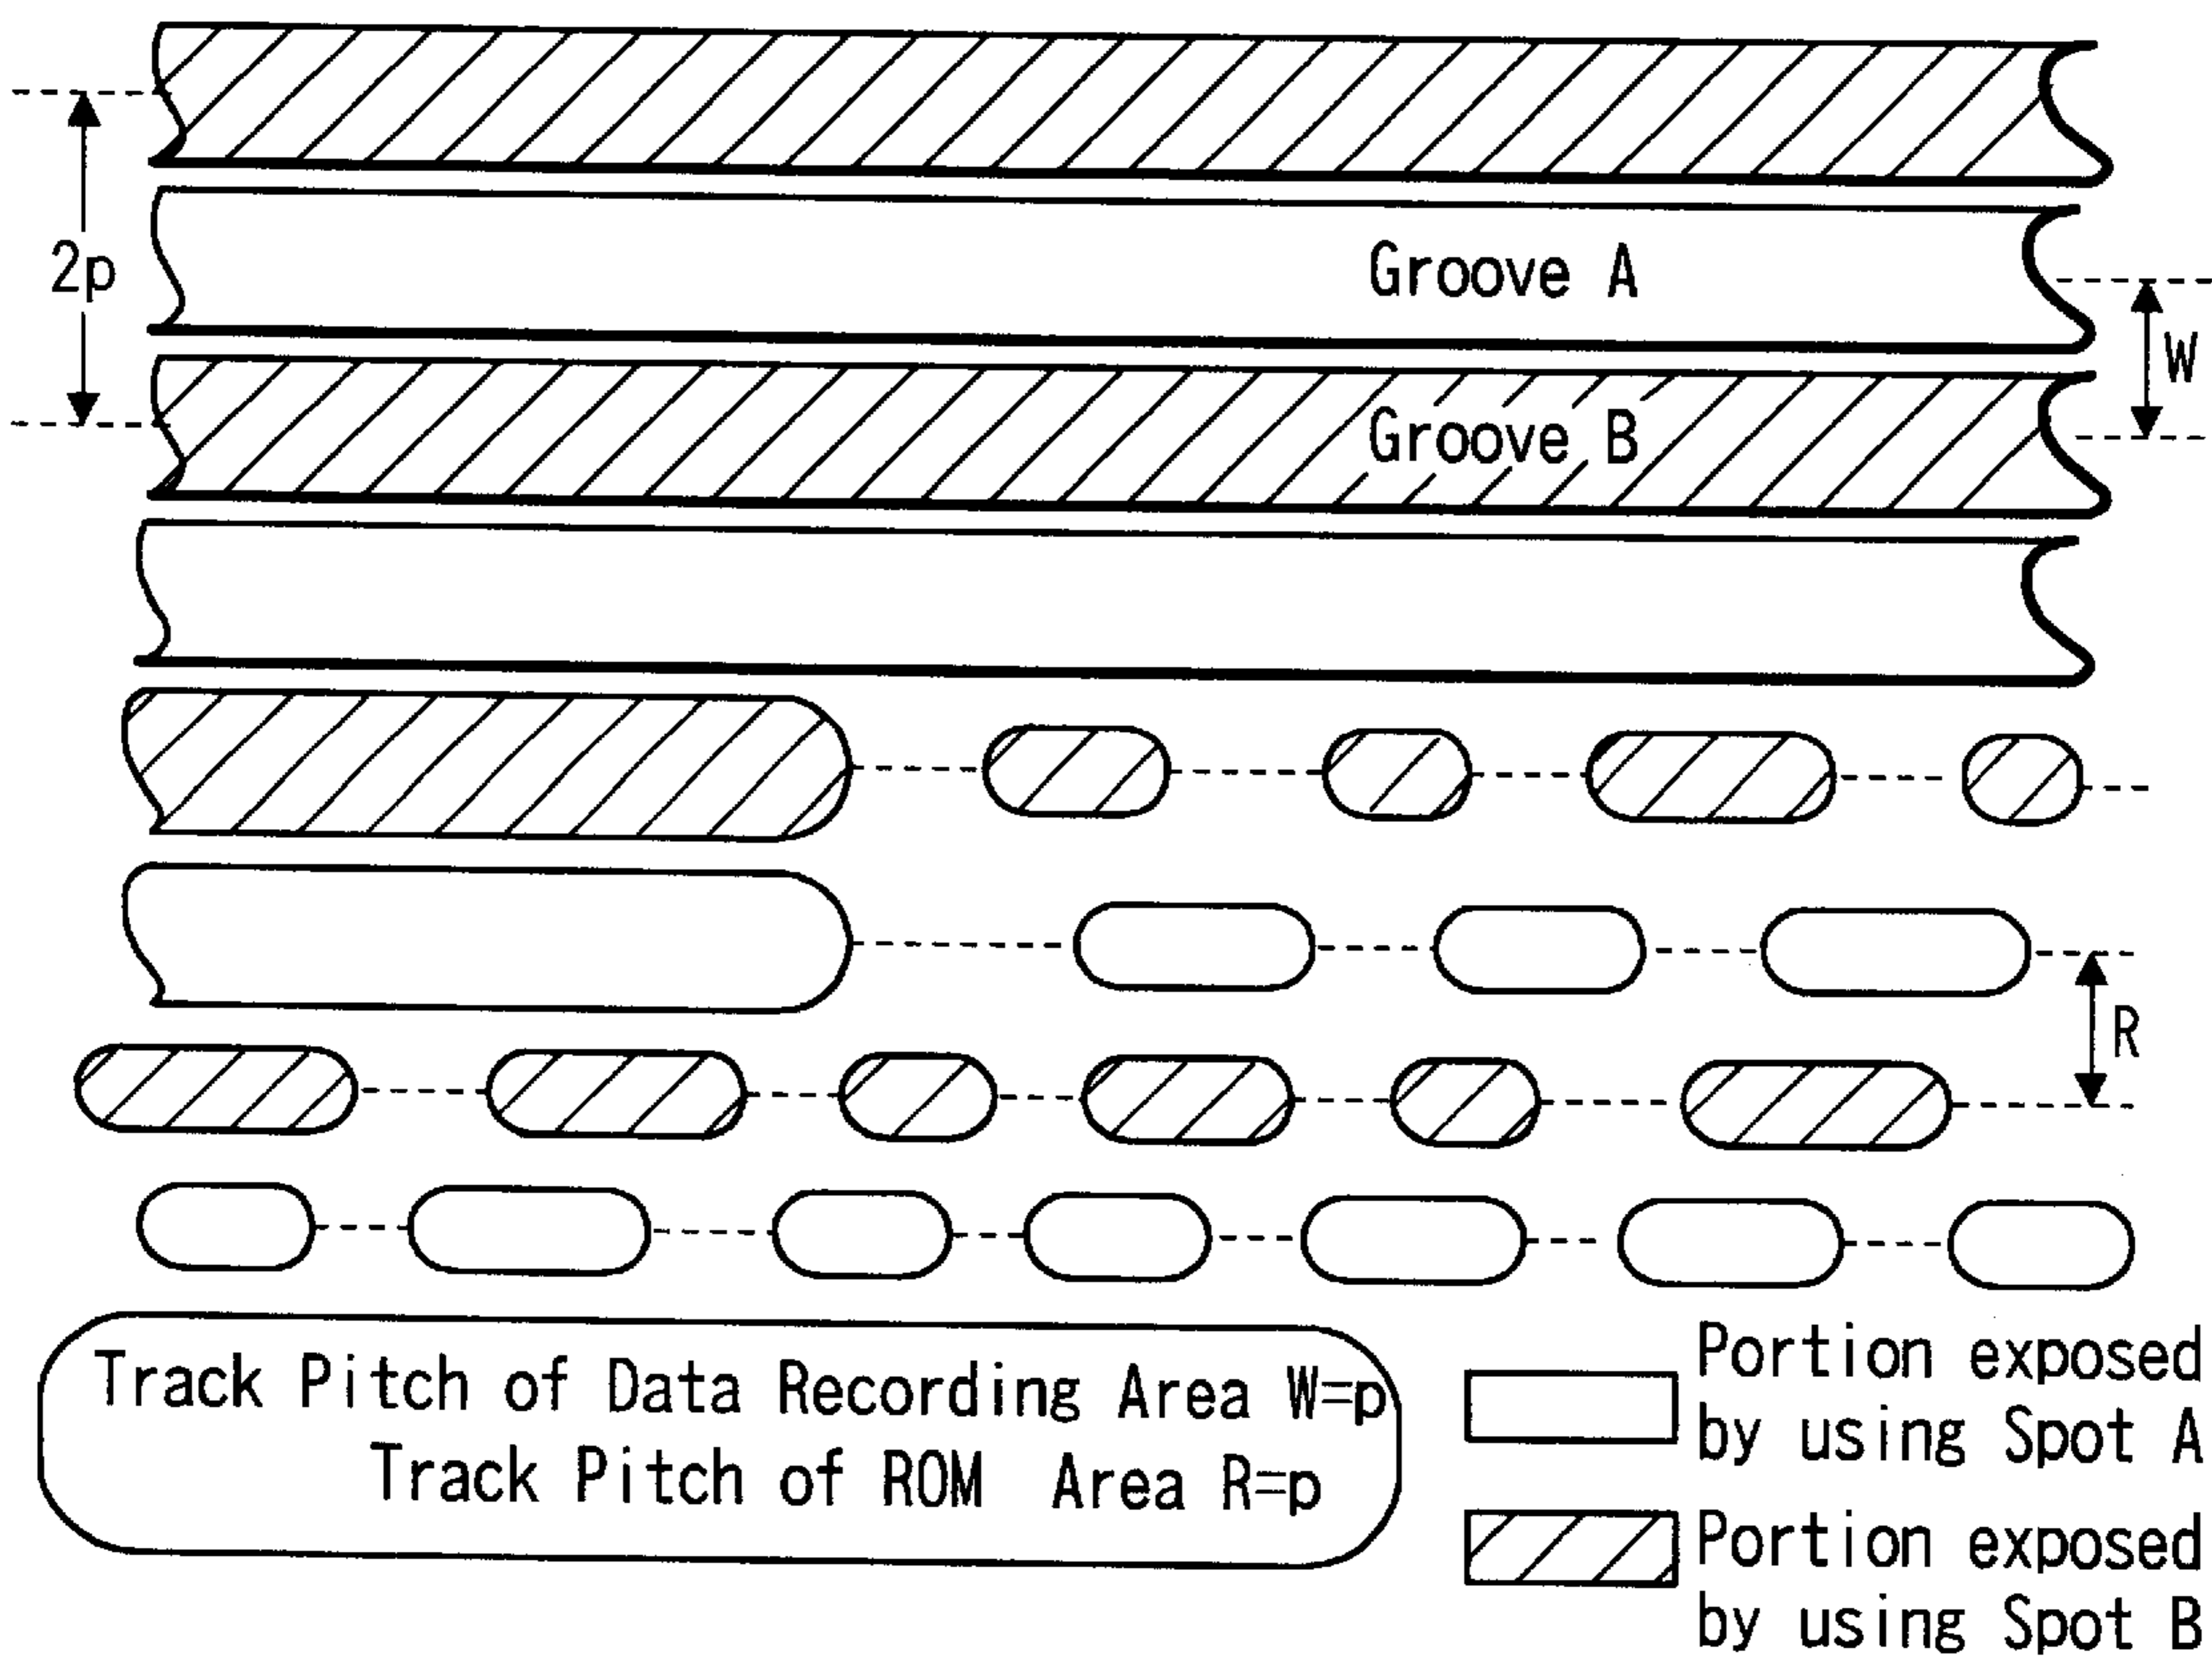 2p
Groove A
W
Groove B
R
Track Pitch of Data Recording Area W=p
Track Pitch of ROM Area R=p
Portion exposed
by using Spot A
Portion exposed
by using Spot B